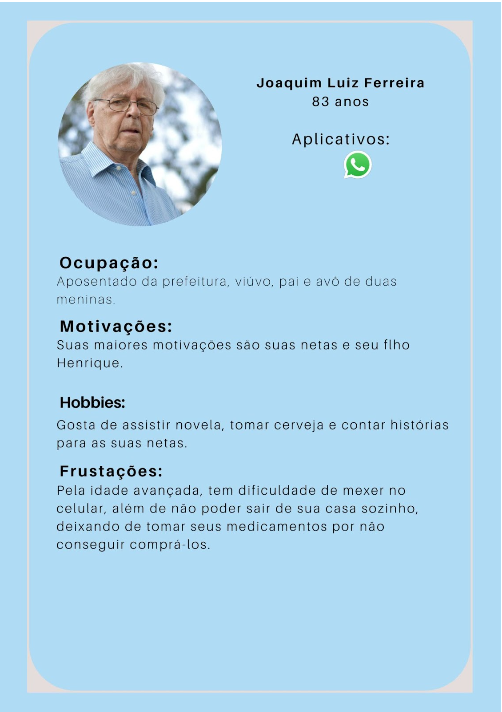 Joaquim Luiz Ferreira
83 anos
Aplicativos:
Ocupação:
Aposentado da prefeitura, viúvo, pai e avô de duas
meninas.
Motivações:
Suas maiores motivações são suas netas e seu flho
Henrique.
Hobbies:
Gosta de assistir novela, tomar cerveja e contar histórias
para as suas netas.
Frustações:
Pela idade avançada, tem dificuldade de mexer no
celular, além de não poder sair de sua casa sozinho,
deixando de tomar seus medicamentos por não
conseguir comprá-los.